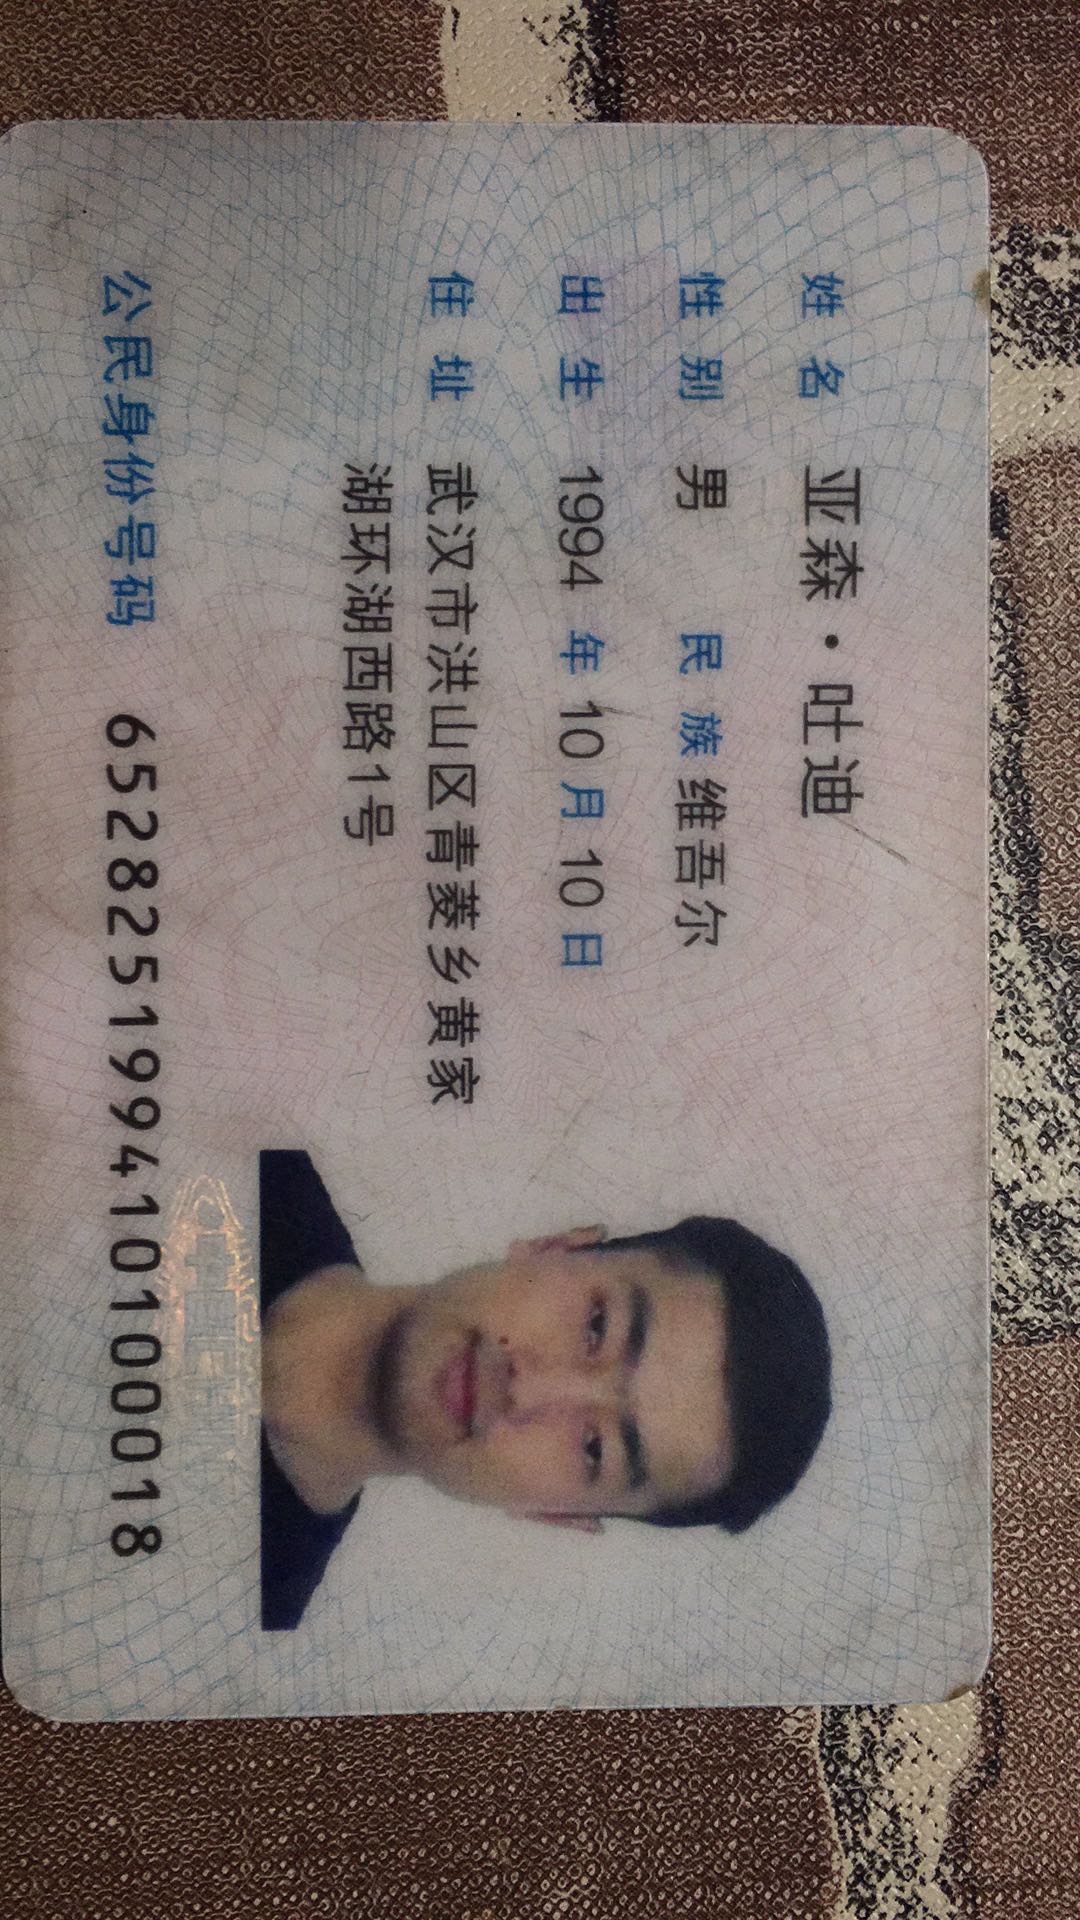 姓名 亚森·吐迪
性别 男 民族 维吾尔
出生 1994 年 10 月 10 日
住址 武汉市洪山区青菱乡黄家
湖环湖西路1号
公民身份号码 652825199410100018